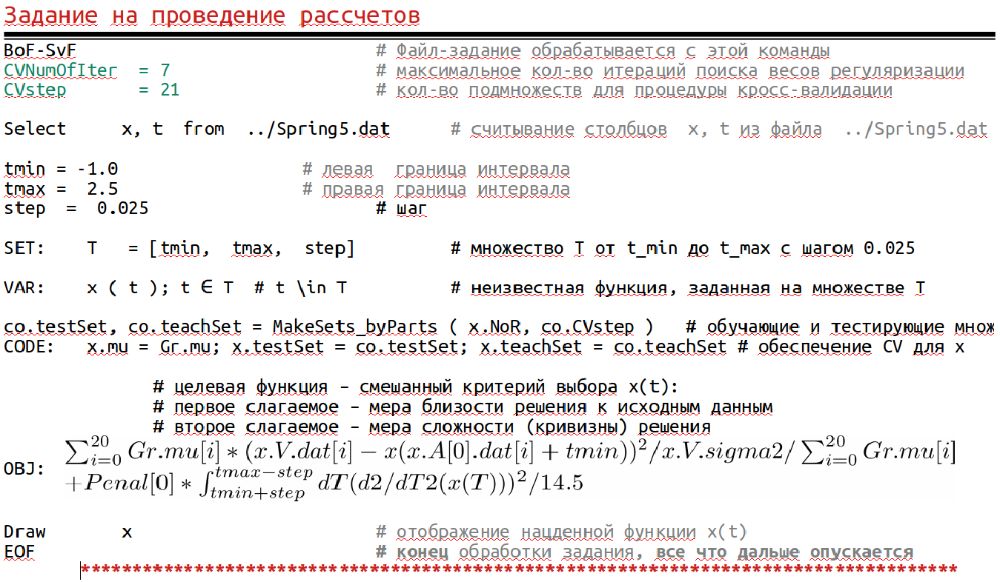 Задание на проведение рассчетов
BoF-SvF # Файл-задание обрабатывается с этой команды
CVNumOfIter = 7 # максимальное кол-во итераций поиска весов регуляризации
CVstep = 21 # кол-во подмножеств для процедуры кросс-валидации
Select x, t from ../Spring5.dat # считывание столбцов x, t из файла ../Spring5.dat
tmin = -1.0 # левая граница интервала
tmax = 2.5 # правая граница интервала
step = 0.025 # шаг
SET: T = [tmin, tmax, step] # множество T от t_min до t_max с шагом 0.025
VAR: x ( t ); t ∈ T # t \in T # неизвестная функция, заданная на множестве T
co.testSet, co.teachSet = MakeSets_byParts ( x.NoR, co.CVstep ) # обучающие и тестирующие множ
CODE: x.mu = Gr.mu; x.testSet = co.testSet; x.teachSet = co.teachSet # обеспечение CV для x
# целевая функция – смешанный критерий выбора x(t):
# первое слагаемое – мера близости решения к исходным данным
# второе слагаемое – мера сложности (кривизны) решения
OBJ: ∑_{i=0}^{20} Gr.mu[i] * (x.V.dat[i] − x(x.A[0].dat[i] + tmin))^2/x.V.sigma2/ ∑_{i=0}^{20} Gr.mu[i]
+Penal[0] * ∫_{tmin+step}^{tmax−step} dT(d2/dT2(x(T)))^2/14.5
Draw x # отображение нацденной функции x(t)
EOF # конец обработки задания, все что дальше опускается
*************************************************************************************